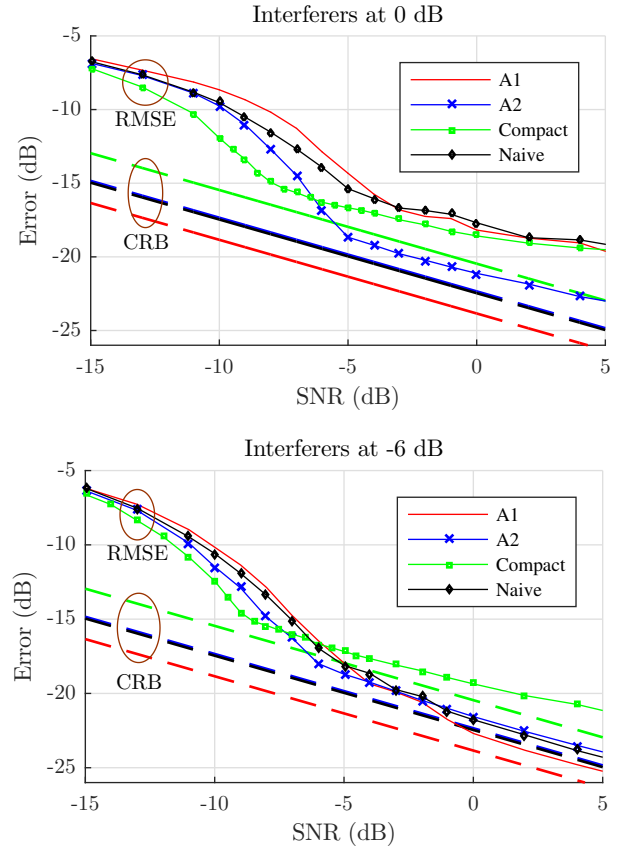 Interferers at 0 dB
-5
-10
-15
-20
-25
Error (dB)
RMSE
CRB
A1
A2
Compact
Naive
-15
-10
-5
0
5
SNR (dB)
Interferers at -6 dB
-5
-10
-15
-20
-25
Error (dB)
RMSE
CRB
A1
A2
Compact
Naive
-15
-10
-5
0
5
SNR (dB)